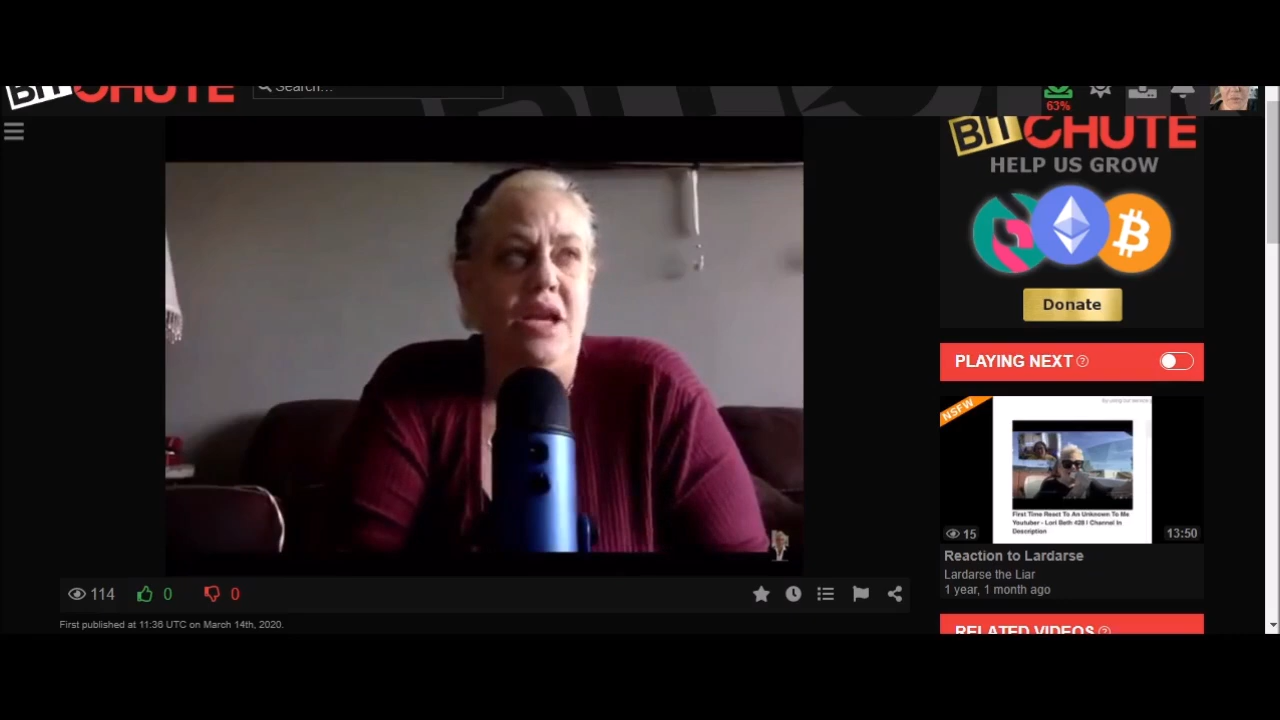 BITCHUTE
Search...
63%
BITCHUTE
HELP US GROW
Donate
PLAYING NEXT
NSFW
First Time React To An Unknown To Me
Youtuber - Lori Beth 428 | Channel In
Description
15
13:50
Reaction to Lardarse
Lardarse the Liar
1 year, 1 month ago
114
0
0
First published at 11:36 UTC on March 14th, 2020.
RELATED VIDEOS